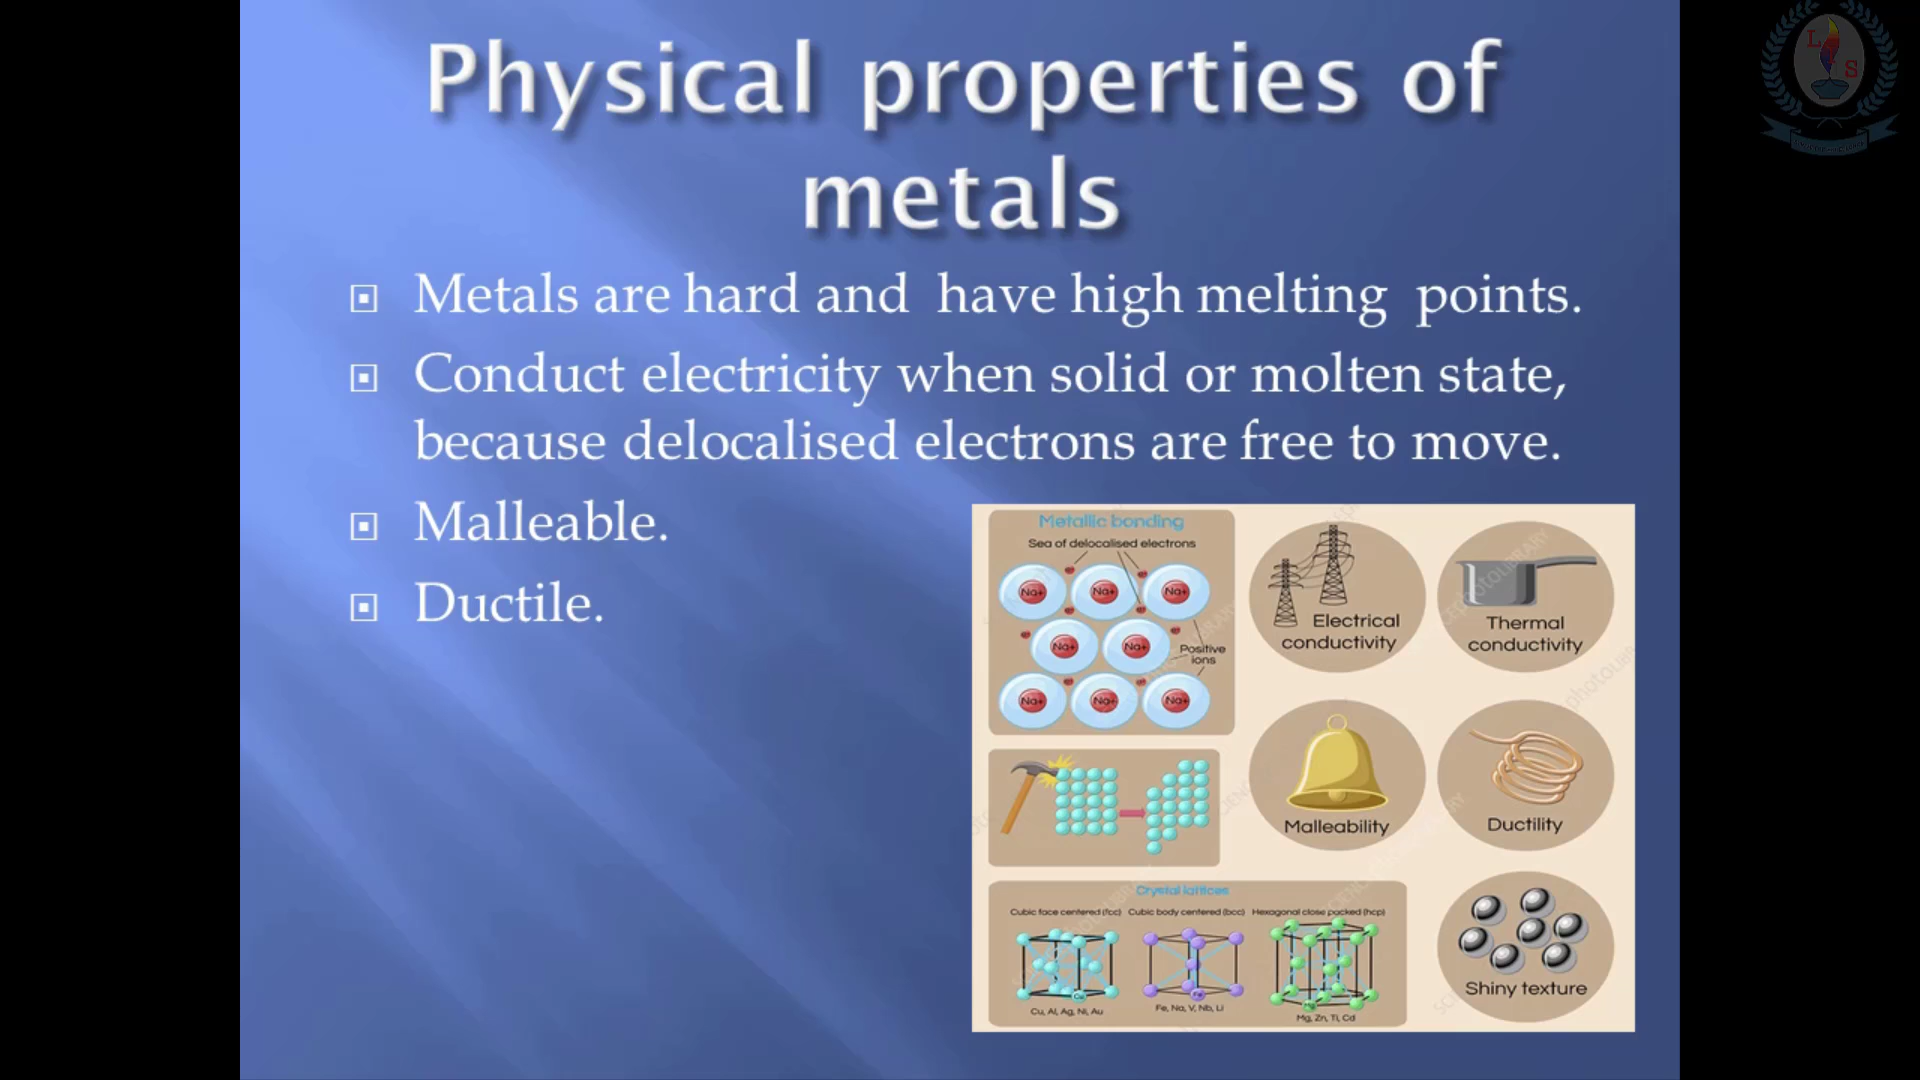 Physical properties of
metals
Metals are hard and have high melting points.
Conduct electricity when solid or molten state,
because delocalised electrons are free to move.
Malleable.
Ductile.
Metallic bonding
Sea of delocalised electrons
Na+ Na+ Na+
Na+ Na+
Positive
ions
Na+ Na+ Na+
Electrical
conductivity
Thermal
conductivity
Malleability
Ductility
Crystal lattices
Cubic face centered (fcc) Cubic body centered (bcc) Hexagonal close packed (hcp)
Cu Fe
Cu, Al, Ag, Ni, Au
Fe, Na, V, Nb, Li
Mg, Zn, Ti, Cd
Shiny texture
L
S